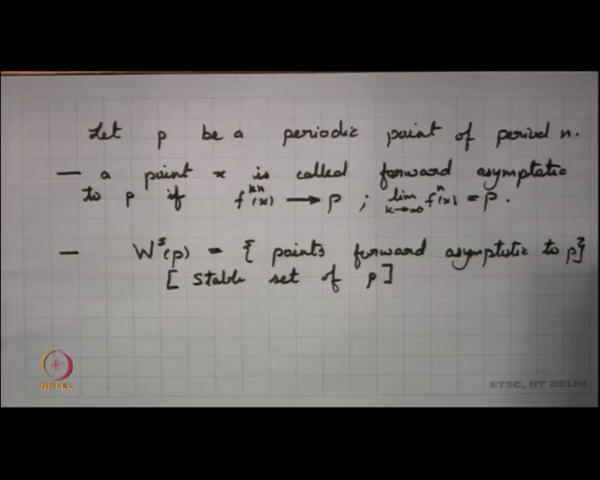 Let p be a periodic point of period n.
— a point x is called forward asymptotic
to p if f^{kn}(x) → p ; lim_{k→∞} f^{n}(x) = p.
— W^s(p) = { points forward asymptotic to p }
[ Stable set of p ]
NPTEL
ETSC, IIT DELHI